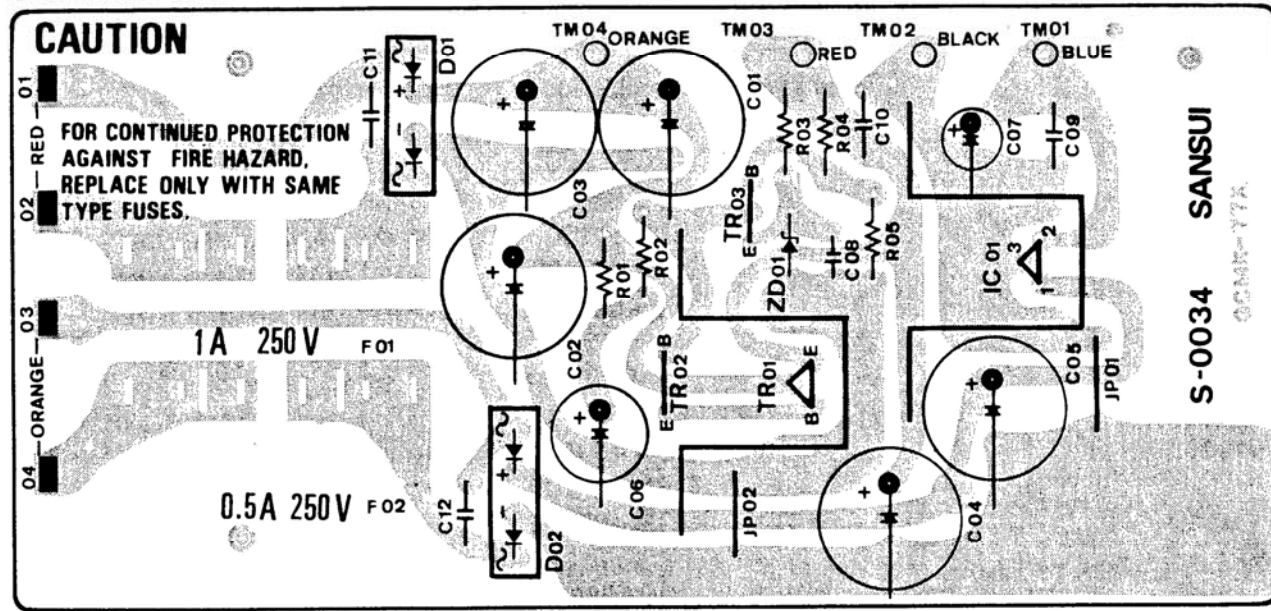 CAUTION
FOR CONTINUED PROTECTION
AGAINST FIRE HAZARD,
REPLACE ONLY WITH SAME
TYPE FUSES.
01
RED
02
03
ORANGE
04
1A 250V F01
0.5A 250V F02
C11
D01
+
-
C12
D02
+
-
TM04 ORANGE
TM03
RED
TM02
BLACK
TM01
BLUE
+
C03
+
C01
R03
R04
C10
+
C07
C09
+
C02
R01
R02
TR03
B
E
ZD01
C08
R05
IC 01
3
2
1
+
C06
TR02
B
E
TR01
E
B
JP02
+
C04
+
C05
JP01
S-0034 SANSUI